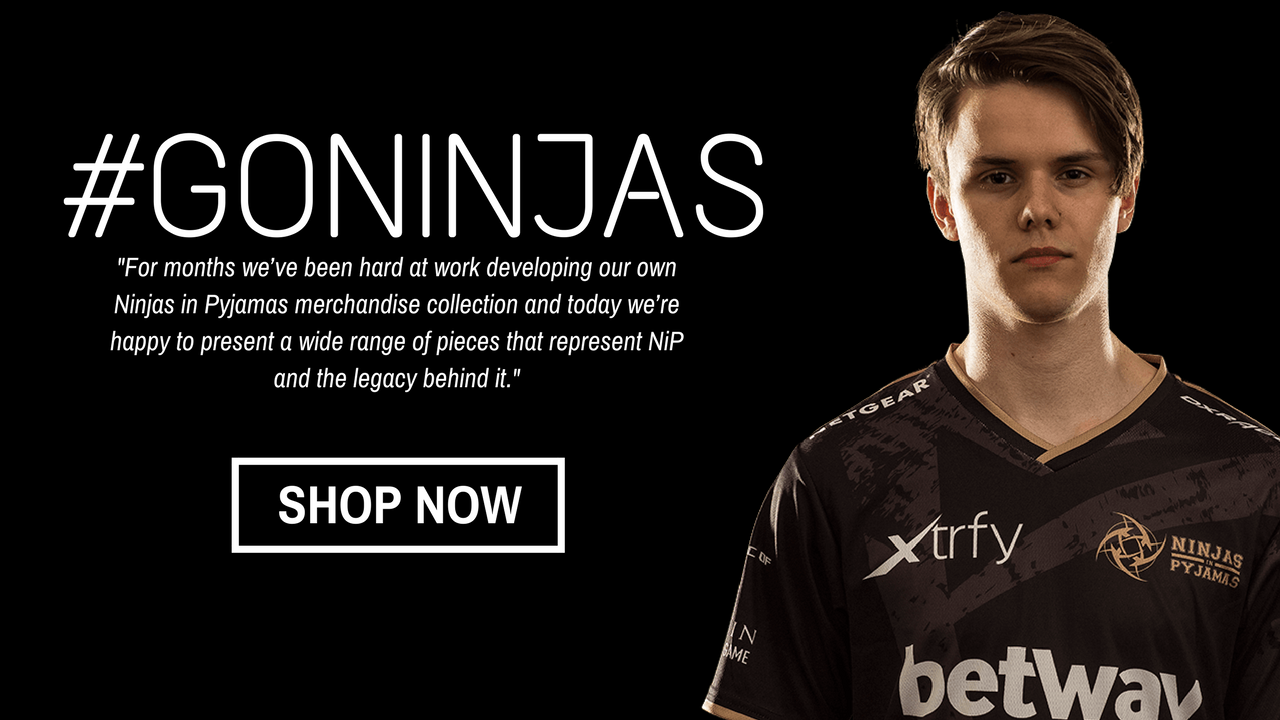 #GONINJAS
"For months we've been hard at work developing our own
Ninjas in Pyjamas merchandise collection and today we're
happy to present a wide range of pieces that represent NiP
and the legacy behind it."
SHOP NOW
xtrfy
NINJAS
IN
PYJAMAS
betway